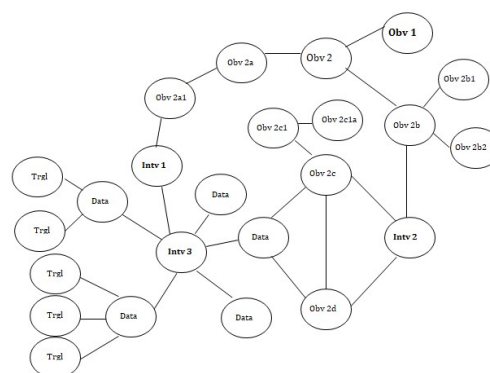 Obv 1
Obv 2
Obv 2a
Obv 2b1
Obv 2a1
Obv 2c1
Obv 2c1a
Obv 2b
Obv 2b2
Intv 1
Obv 2c
Trgl
Data
Data
Trgl
Data
Intv 2
Intv 3
Trgl
Obv 2d
Trgl
Data
Data
Trgl